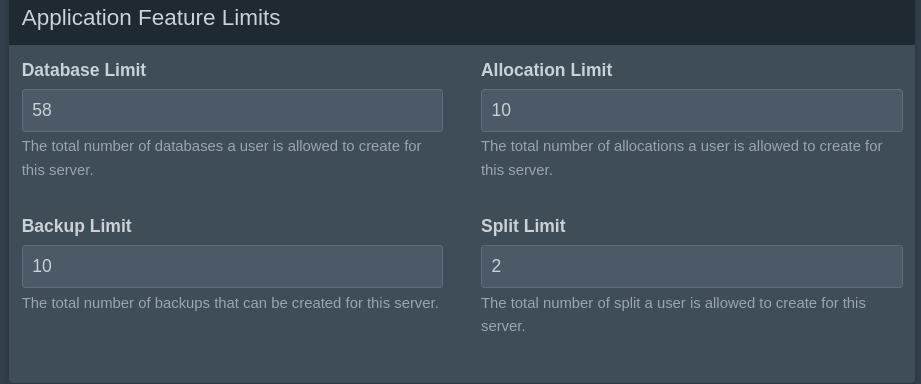 Application Feature Limits
Database Limit
58
The total number of databases a user is allowed to create for
this server.
Allocation Limit
10
The total number of allocations a user is allowed to create for
this server.
Backup Limit
10
The total number of backups that can be created for this server.
Split Limit
2
The total number of split a user is allowed to create for this
server.